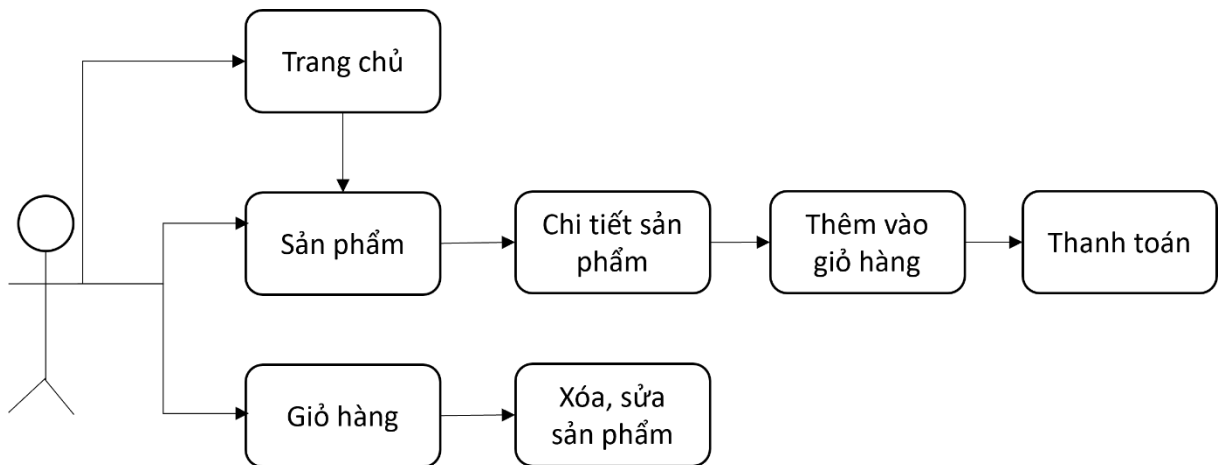 Trang chủ
Sản phẩm
Chi tiết sản
phẩm
Thêm vào
giỏ hàng
Thanh toán
Giỏ hàng
Xóa, sửa
sản phẩm